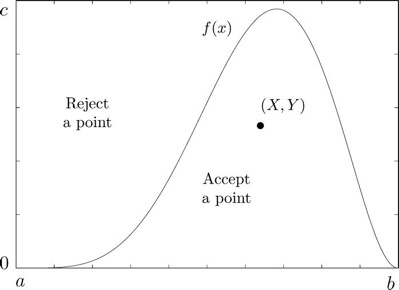 c
f(x)
Reject
a point
(X, Y)
Accept
a point
0
a
b